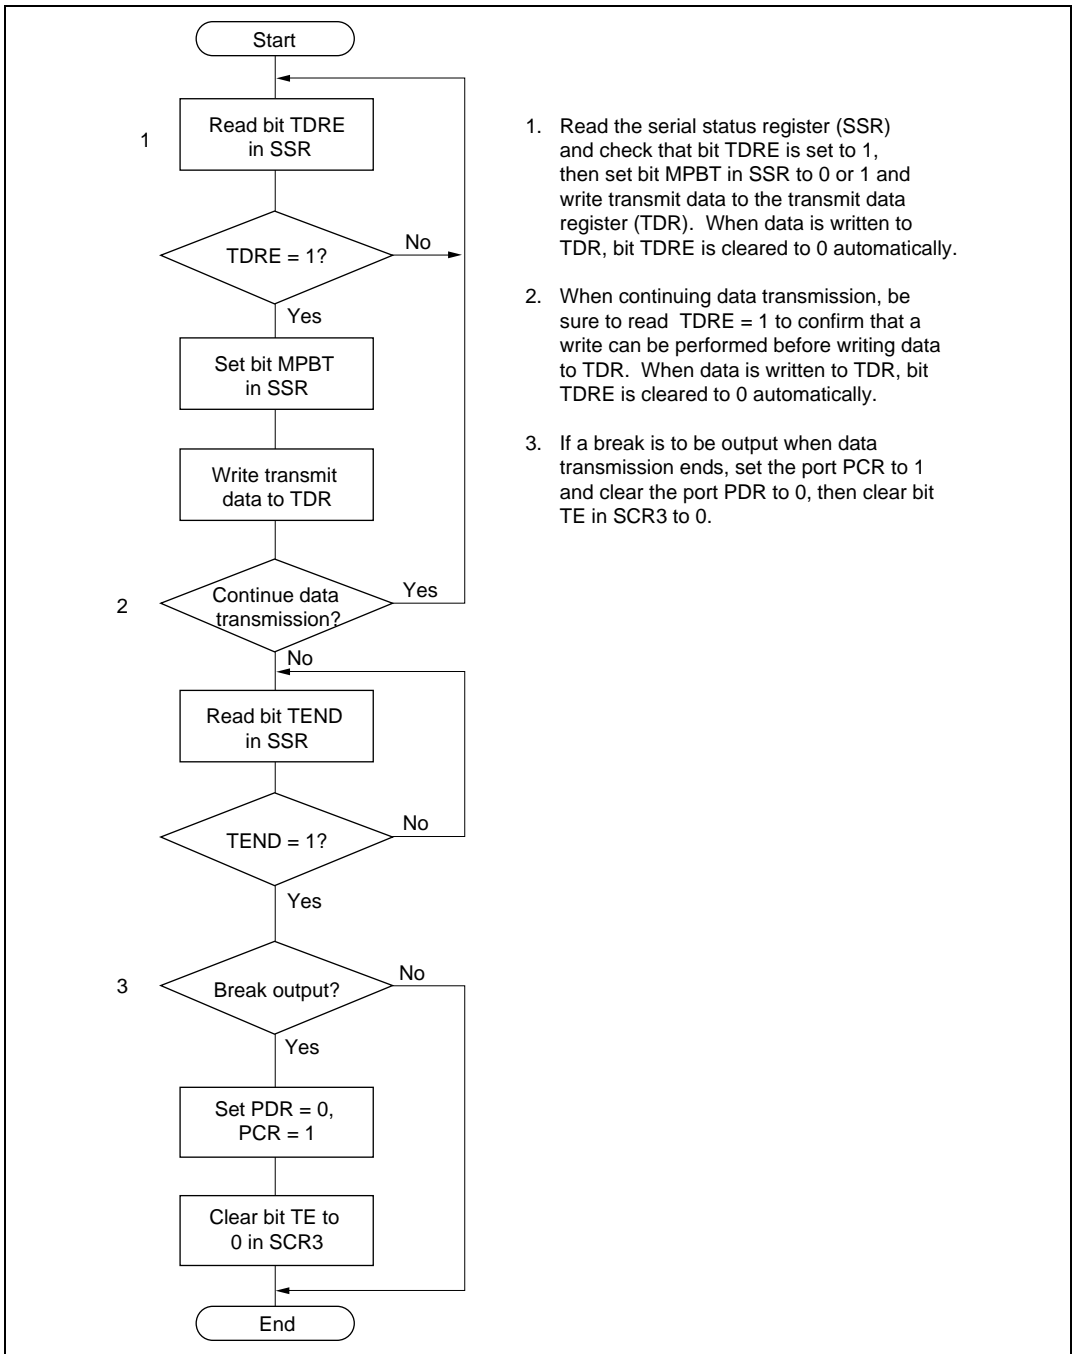 Start
1
Read bit TDRE
in SSR
TDRE = 1?
No
Yes
Set bit MPBT
in SSR
Write transmit
data to TDR
2
Continue data
transmission?
Yes
No
Read bit TEND
in SSR
TEND = 1?
No
Yes
3
Break output?
No
Yes
Set PDR = 0,
PCR = 1
Clear bit TE to
0 in SCR3
End
1. Read the serial status register (SSR)
and check that bit TDRE is set to 1,
then set bit MPBT in SSR to 0 or 1 and
write transmit data to the transmit data
register (TDR). When data is written to
TDR, bit TDRE is cleared to 0 automatically.
2. When continuing data transmission, be
sure to read TDRE = 1 to confirm that a
write can be performed before writing data
to TDR. When data is written to TDR, bit
TDRE is cleared to 0 automatically.
3. If a break is to be output when data
transmission ends, set the port PCR to 1
and clear the port PDR to 0, then clear bit
TE in SCR3 to 0.